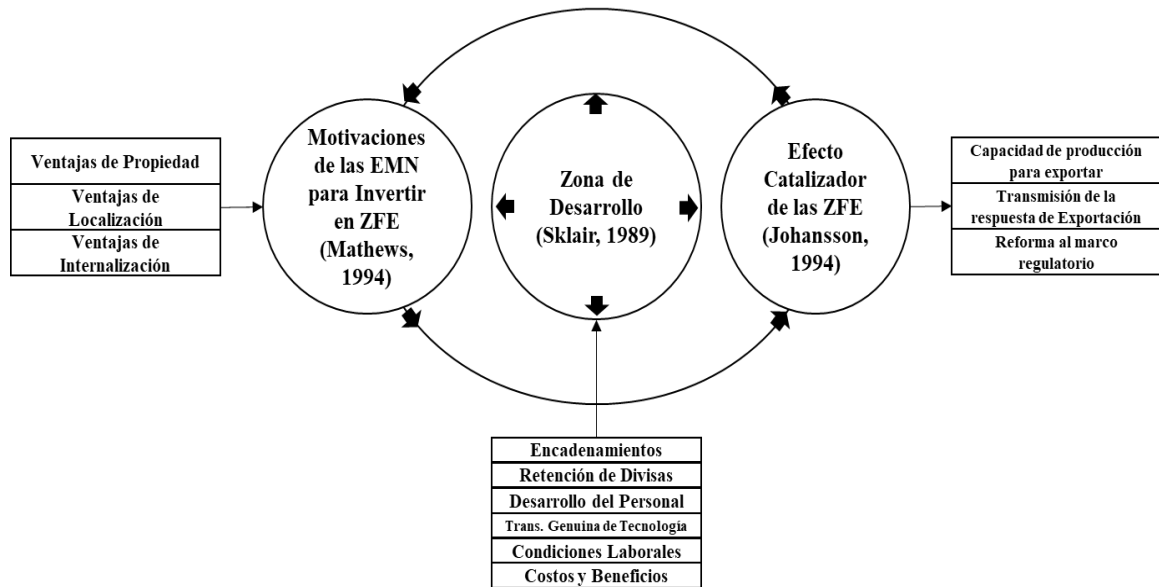 Ventajas de Propiedad
Ventajas de
Localización
Ventajas de
Internalización
Motivaciones
de las EMN
para Invertir
en ZFE
(Mathews,
1994)
Zona de
Desarrollo
(Sklair, 1989)
Efecto
Catalizador
de las ZFE
(Johansson,
1994)
Capacidad de producción
para exportar
Transmisión de la
respuesta de Exportación
Reforma al marco
regulatorio
Encadenamientos
Retención de Divisas
Desarrollo del Personal
Trans. Genuina de Tecnología
Condiciones Laborales
Costos y Beneficios